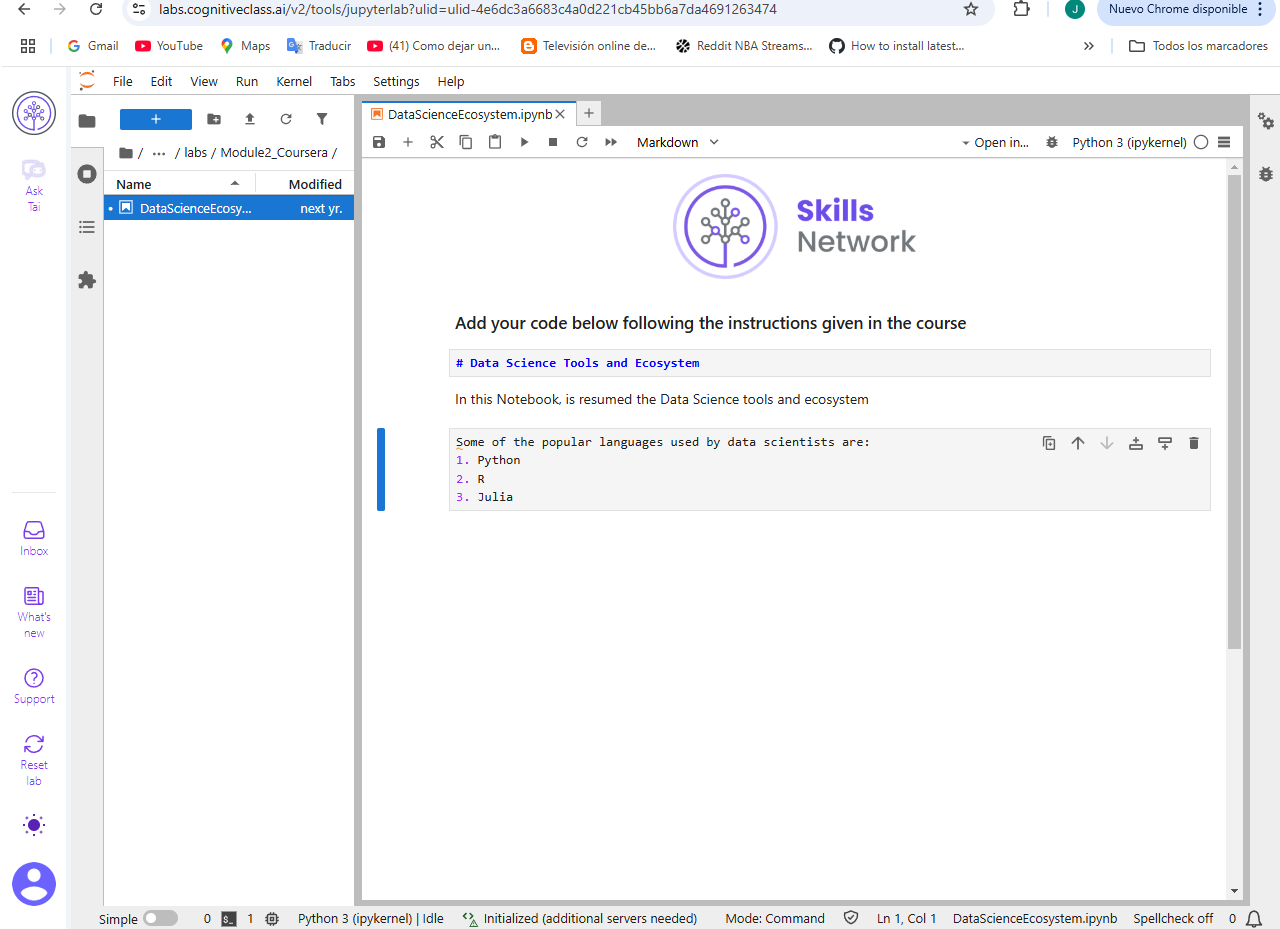 labs.cognitiveclass.ai/v2/tools/jupyterlab?ulid=ulid-4e6dc3a6683c4a0d221cb45bb6a7da4691263474
J
Nuevo Chrome disponible
Gmail
YouTube
Maps
Traducir
(41) Como dejar un...
Televisión online de...
Reddit NBA Streams...
How to install latest...
»
Todos los marcadores
File Edit View Run Kernel Tabs Settings Help
Ask
Tai
Inbox
What's
new
Support
Reset
lab
+
/ ··· / labs / Module2_Coursera /
Name Modified
• DataScienceEcosy... next yr.
DataScienceEcosystem.ipynb
Markdown
Open in...
Python 3 (ipykernel)
Skills
Network
Add your code below following the instructions given in the course
# Data Science Tools and Ecosystem
In this Notebook, is resumed the Data Science tools and ecosystem
Some of the popular languages used by data scientists are:
1. Python
2. R
3. Julia
Simple 0 $_ 1 Python 3 (ipykernel) | Idle Initialized (additional servers needed) Mode: Command Ln 1, Col 1 DataScienceEcosystem.ipynb Spellcheck off 0